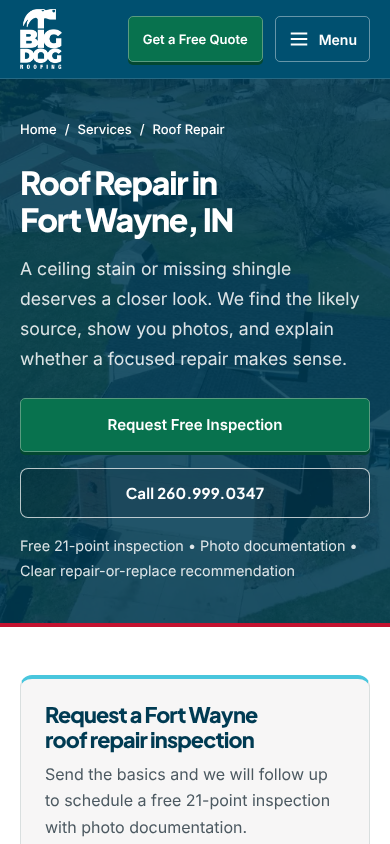 BIG
DOG
ROOFING
Get a Free Quote
Menu
Home / Services / Roof Repair
Roof Repair in
Fort Wayne, IN
A ceiling stain or missing shingle
deserves a closer look. We find the likely
source, show you photos, and explain
whether a focused repair makes sense.
Request Free Inspection
Call 260.999.0347
Free 21-point inspection • Photo documentation •
Clear repair-or-replace recommendation
Request a Fort Wayne
roof repair inspection
Send the basics and we will follow up
to schedule a free 21-point inspection
with photo documentation.